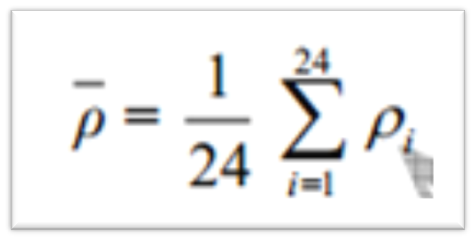 ρ̅ = 1/24 ∑_{i=1}^{24} ρ_i